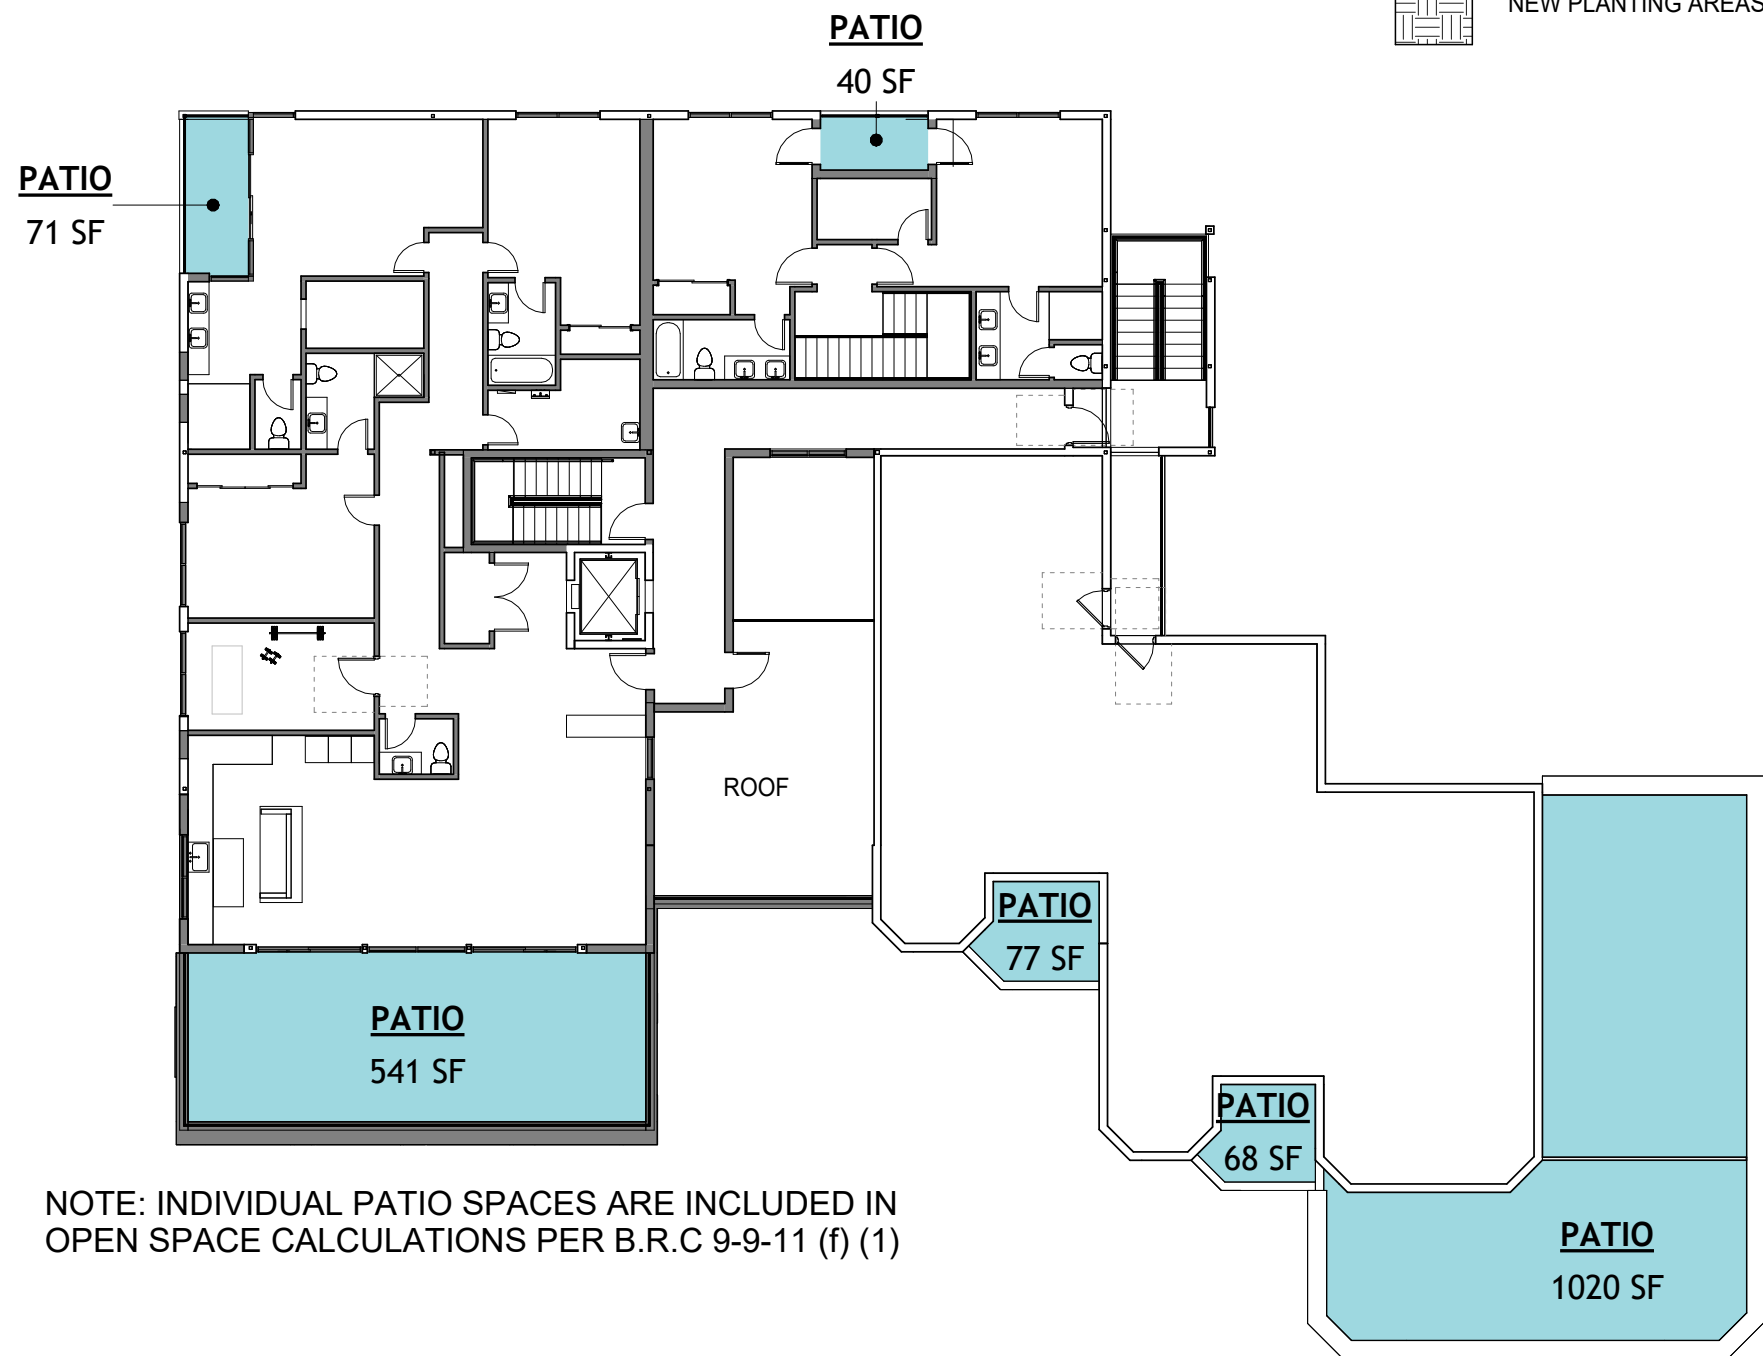 NEW PLANTING AREAS
PATIO
40 SF
PATIO
71 SF
ROOF
PATIO
77 SF
PATIO
541 SF
PATIO
68 SF
NOTE: INDIVIDUAL PATIO SPACES ARE INCLUDED IN
OPEN SPACE CALCULATIONS PER B.R.C 9-9-11 (f) (1)
PATIO
1020 SF